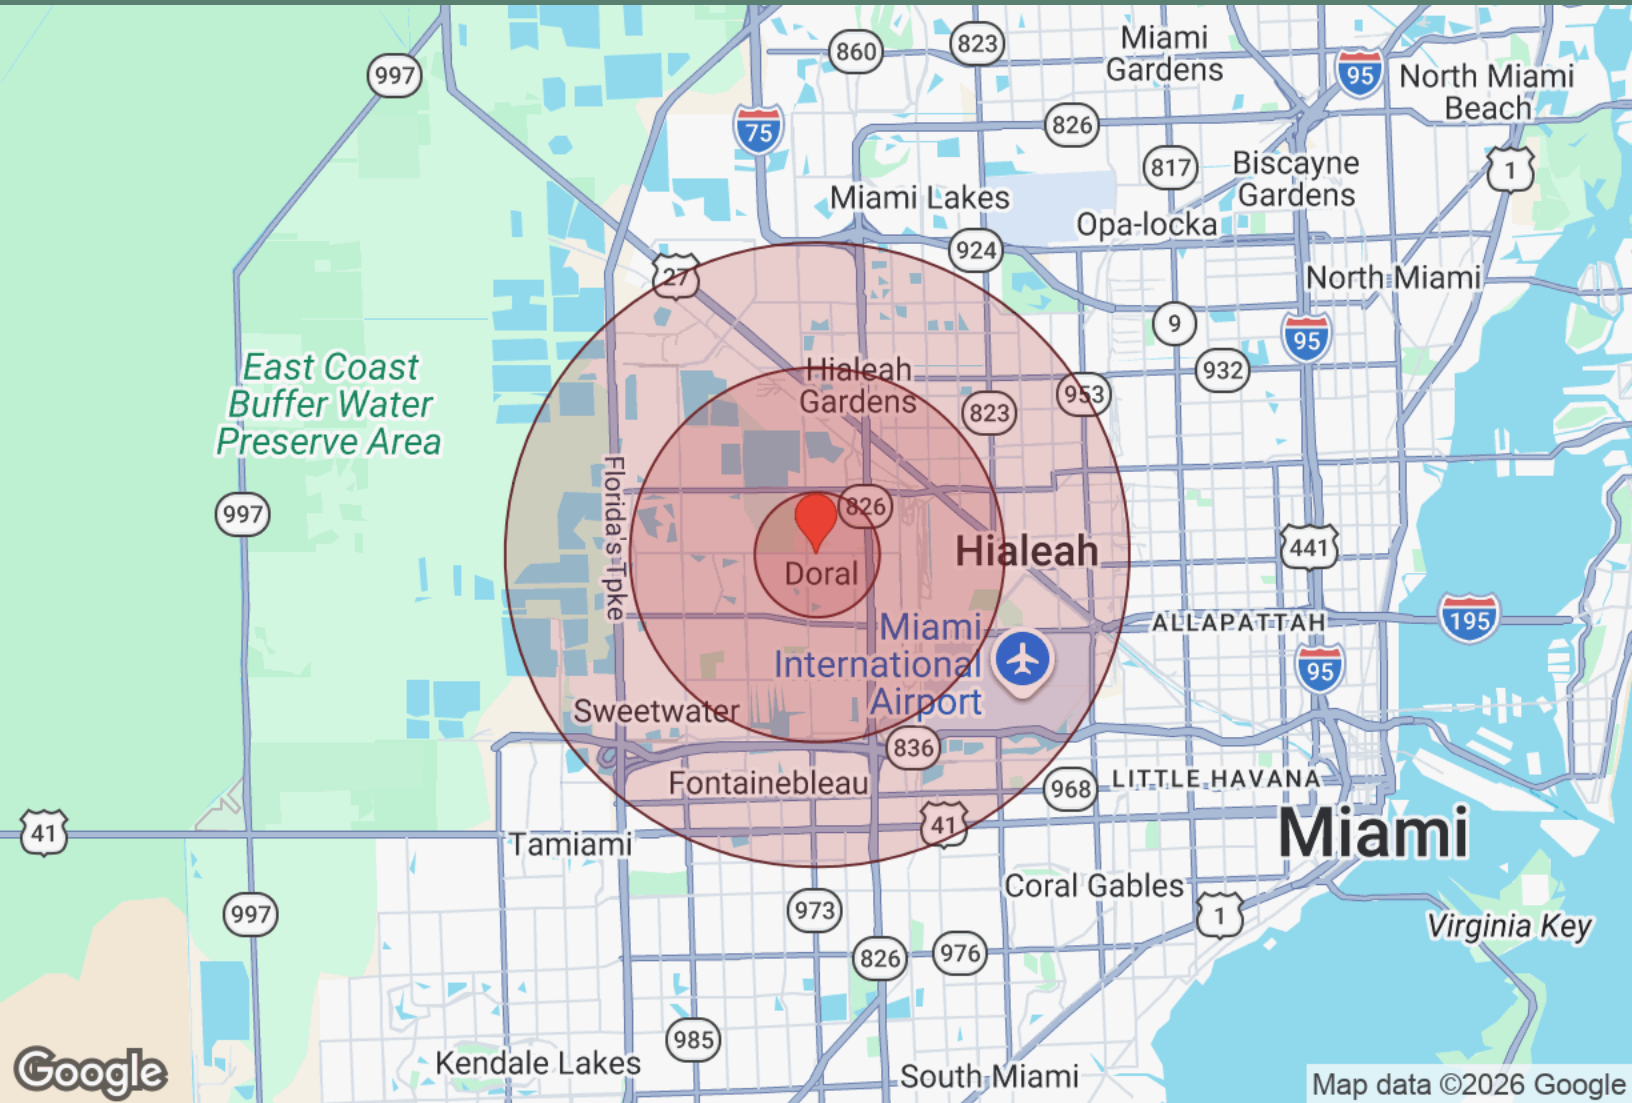 997
860
823
Miami
Gardens
95
North Miami
Beach
75
826
817
Biscayne
Gardens
1
Miami Lakes
Opa-locka
924
27
North Miami
9
95
932
East Coast
Buffer Water
Preserve Area
Hialeah
Gardens
953
823
Florida's Tpke
997
826
Hialeah
441
Doral
Miami
International
Airport
ALLAPATTAH
195
95
Sweetwater
836
Fontainebleau
968
LITTLE HAVANA
41
41
Tamiami
Miami
Coral Gables
1
997
973
Virginia Key
826
976
985
Kendale Lakes
South Miami
Google
Map data ©2026 Google